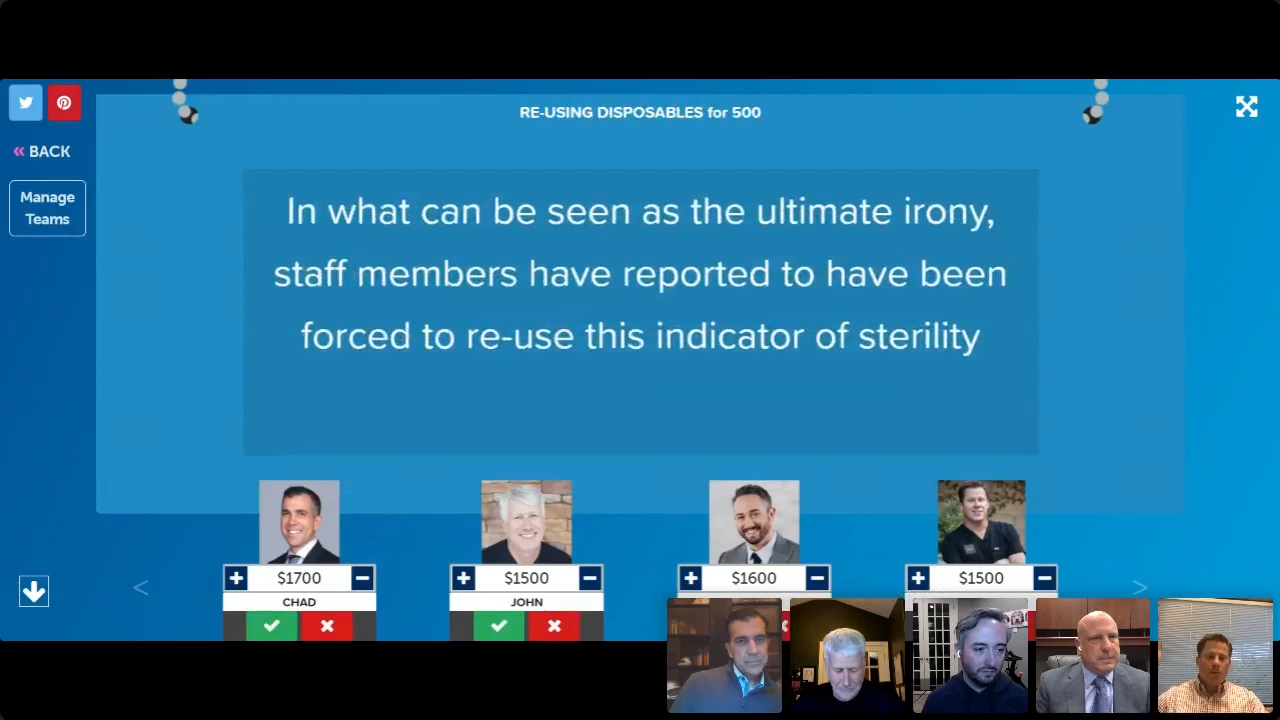 RE-USING DISPOSABLES for 500
« BACK
Manage
Teams
In what can be seen as the ultimate irony,
staff members have reported to have been
forced to re-use this indicator of sterility
$1700
$1500
$1600
$1500
CHAD
JOHN